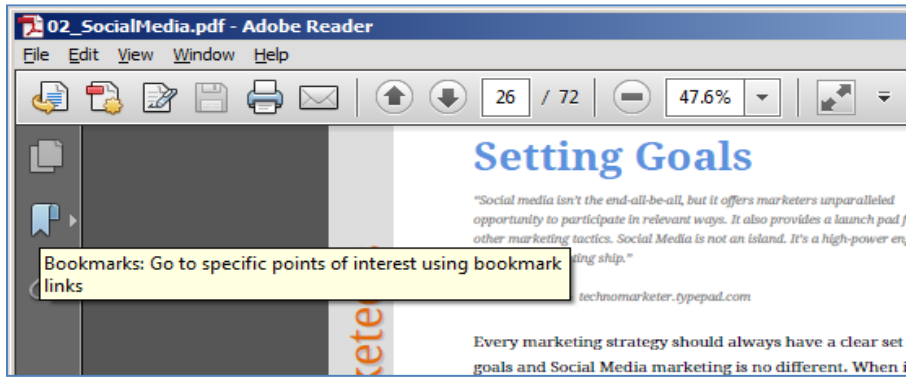 02_SocialMedia.pdf - Adobe Reader
File Edit View Window Help
26 / 72 47.6%
Setting Goals
"Social media isn't the end-all-be-all, but it offers marketers unparalleled
opportunity to participate in relevant ways. It also provides a launch pad
other marketing tactics. Social Media is not an island. It's a high-power
Bookmarks: Go to specific points of interest using bookmark
links
ship."
technomarketer.typepad.com
Every marketing strategy should always have a clear set
goals and Social Media marketing is no different. When